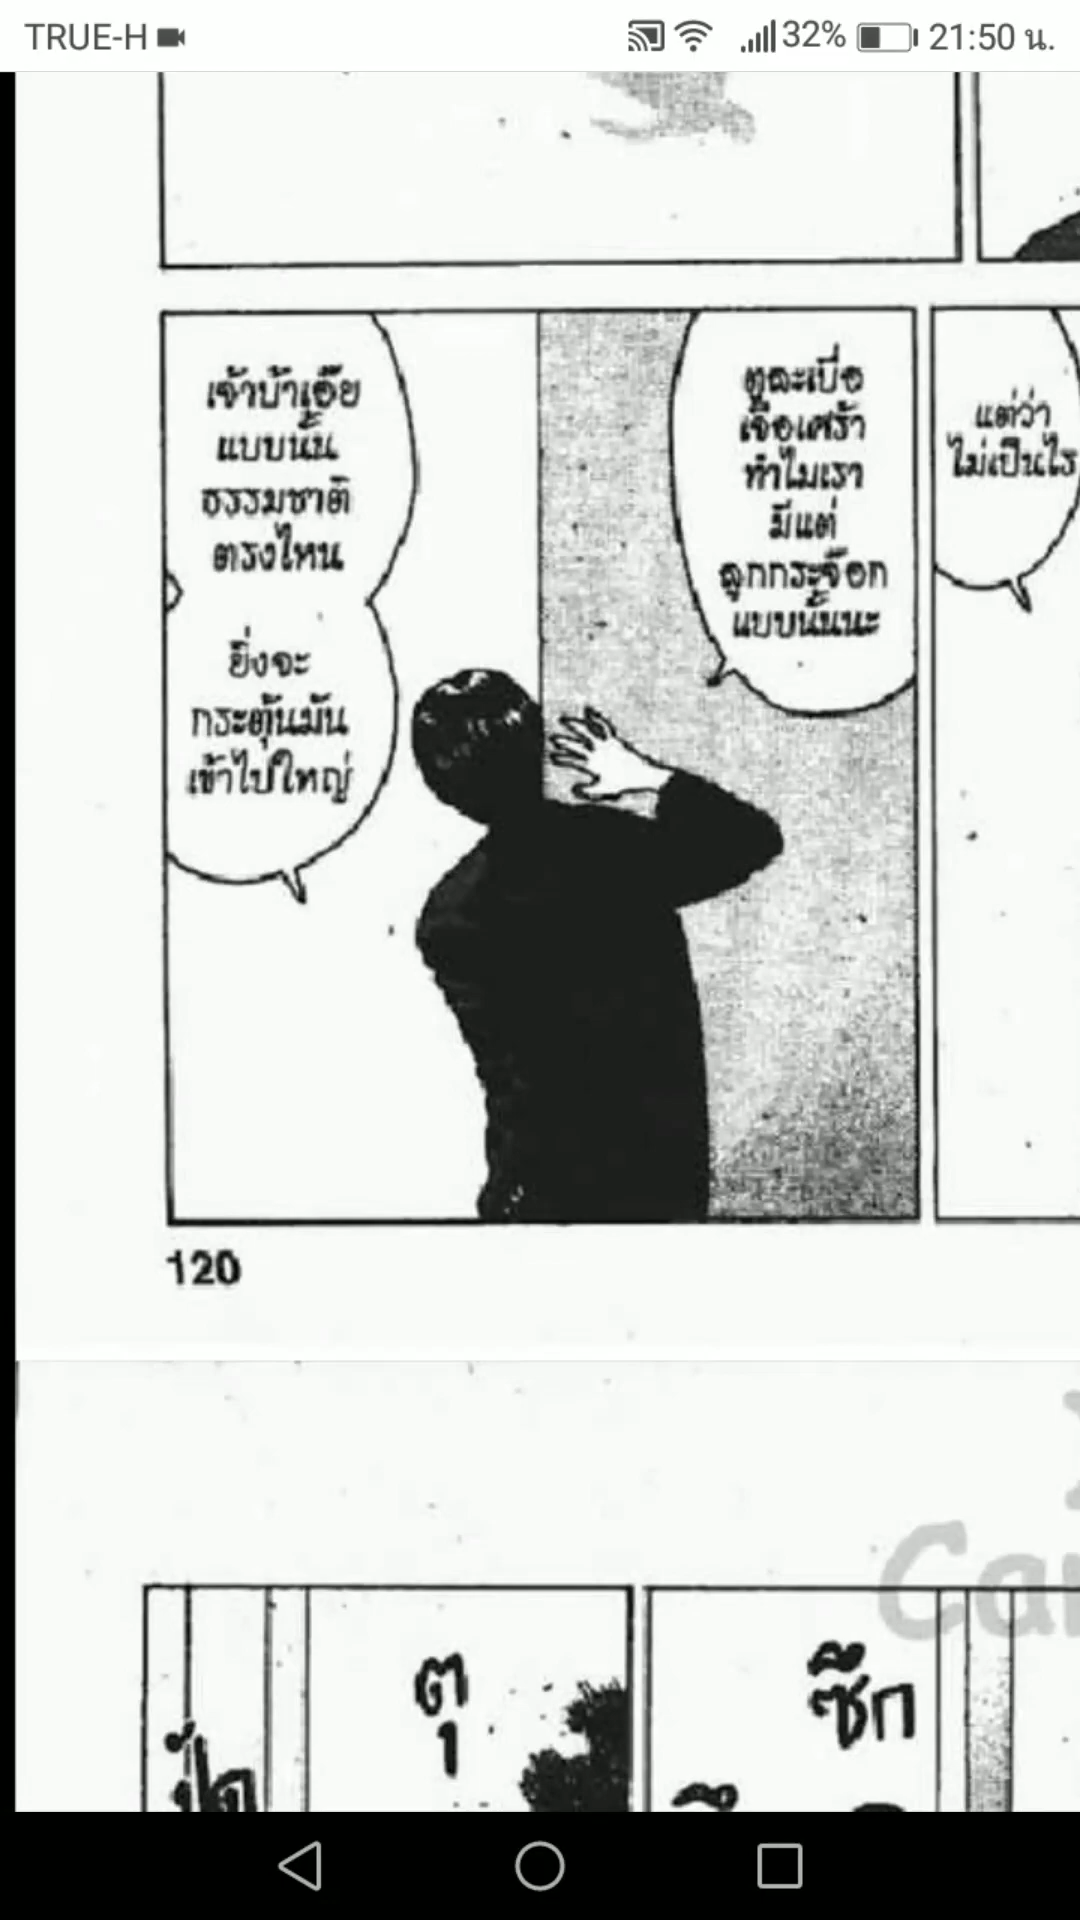 TRUE-H
32%
21:50 น.
แต่ว่า
ไม่เป็นไร
ตูละเบื่อ
เจือเศร้า
ทำไมเรา
มีแต่
ลูกกระจ๊อก
แบบนั้นนะ
เจ้าบ้าเอ๊ย
แบบนั้น
ธรรมชาติ
ตรงไหน
ยิ่งจะ
กระตุ้นมัน
เข้าไปใหญ่
120
Car
ซึก
ตุ